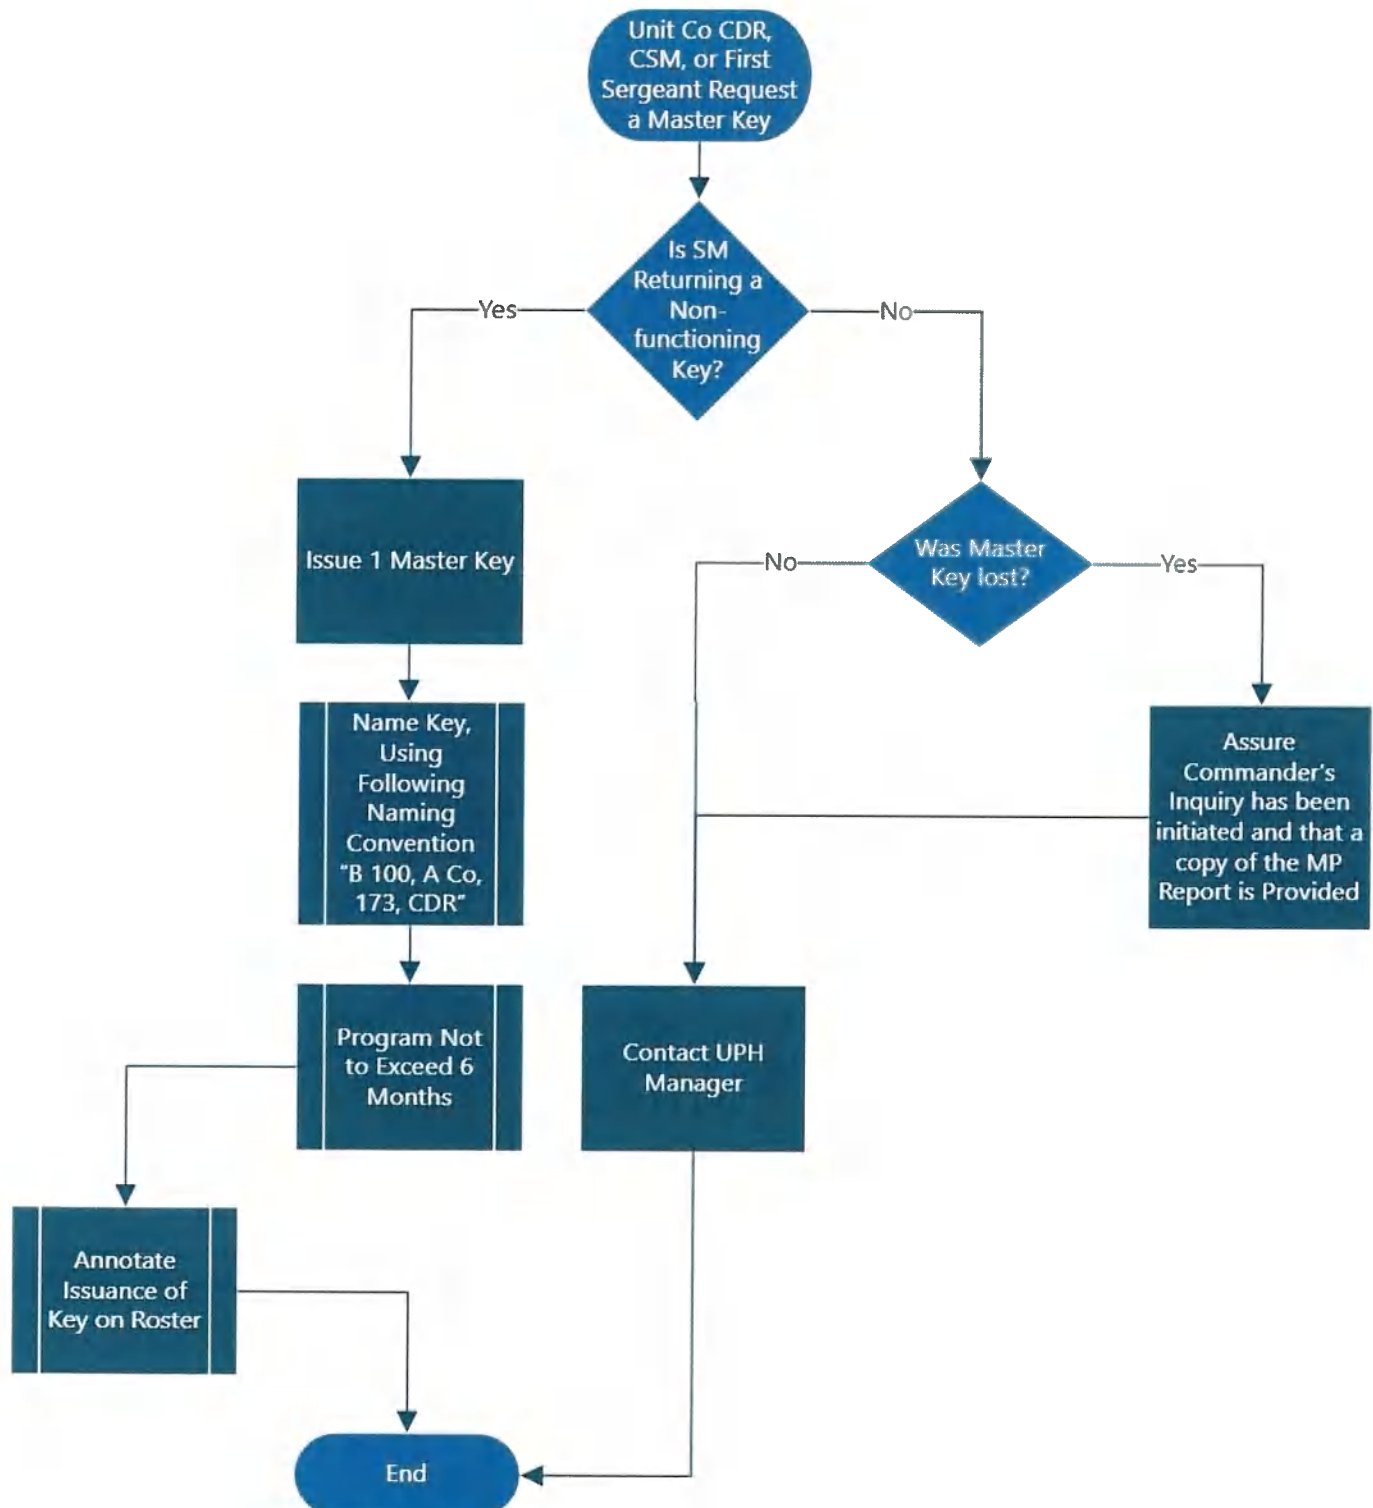 Unit Co CDR,
CSM, or First
Sergeant Request
a Master Key
Is SM
Returning a
Non-
functioning
Key?
Yes
No
Issue 1 Master Key
Was Master
Key lost?
No
Yes
Name Key,
Using
Following
Naming
Convention
"B 100, A Co,
173, CDR"
Assure
Commander's
Inquiry has been
initiated and that a
copy of the MP
Report is Provided
Program Not
to Exceed 6
Months
Contact UPH
Manager
Annotate
Issuance of
Key on Roster
End